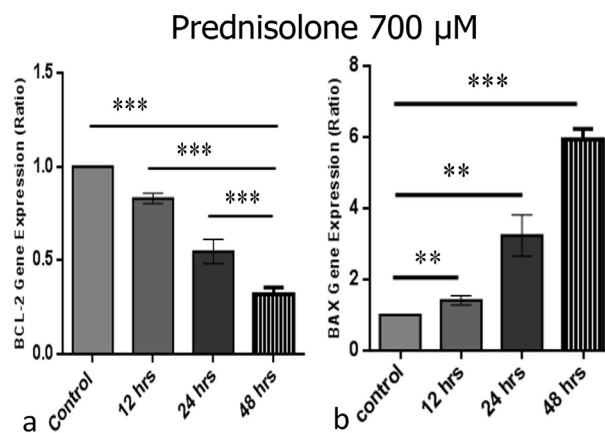 Prednisolone 700 µM
BCL-2 Gene Expression (Ratio)
1.5
1.0
0.5
0.0
***
***
***
control
12 hrs
24 hrs
48 hrs
a
BAX Gene Expression (Ratio)
8
6
4
2
0
***
**
**
control
12 hrs
24 hrs
48 hrs
b